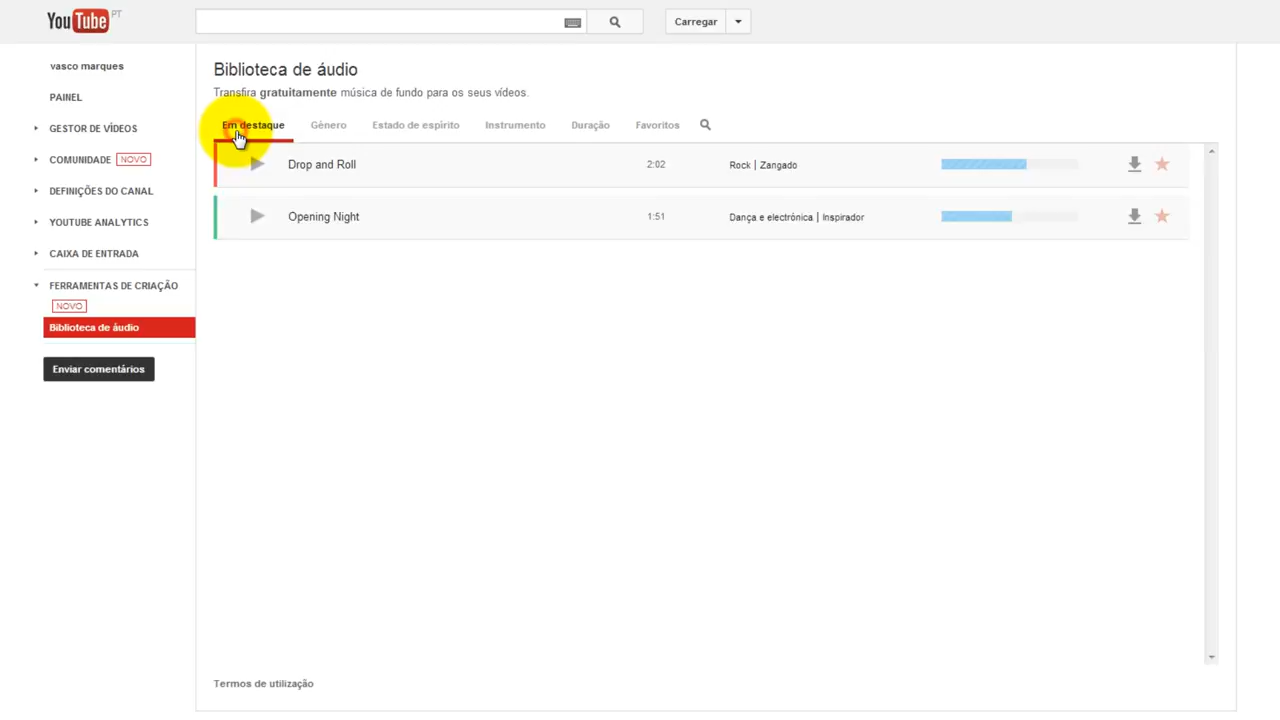 YouTube PT
Carregar
vasco marques
PAINEL
GESTOR DE VÍDEOS
COMUNIDADE NOVO
DEFINIÇÕES DO CANAL
YOUTUBE ANALYTICS
CAIXA DE ENTRADA
FERRAMENTAS DE CRIAÇÃO
NOVO
Biblioteca de áudio
Enviar comentários
Biblioteca de áudio
Transfira gratuitamente música de fundo para os seus vídeos.
Em destaque Género Estado de espírito Instrumento Duração Favoritos
Drop and Roll 2:02 Rock | Zangado
Opening Night 1:51 Dança e electrónica | Inspirador
Termos de utilização